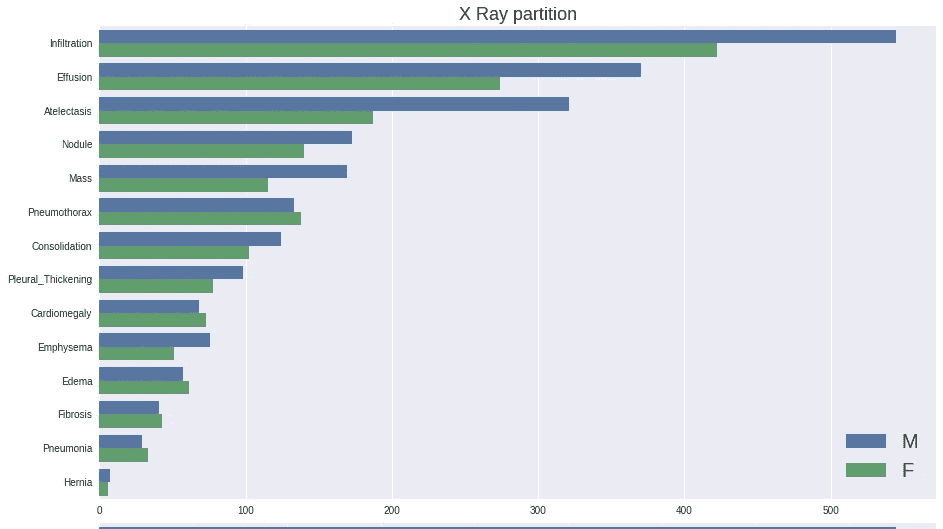 X Ray partition
Infiltration
Effusion
Atelectasis
Nodule
Mass
Pneumothorax
Consolidation
Pleural_Thickening
Cardiomegaly
Emphysema
Edema
Fibrosis
Pneumonia
Hernia
M
F
0 100 200 300 400 500